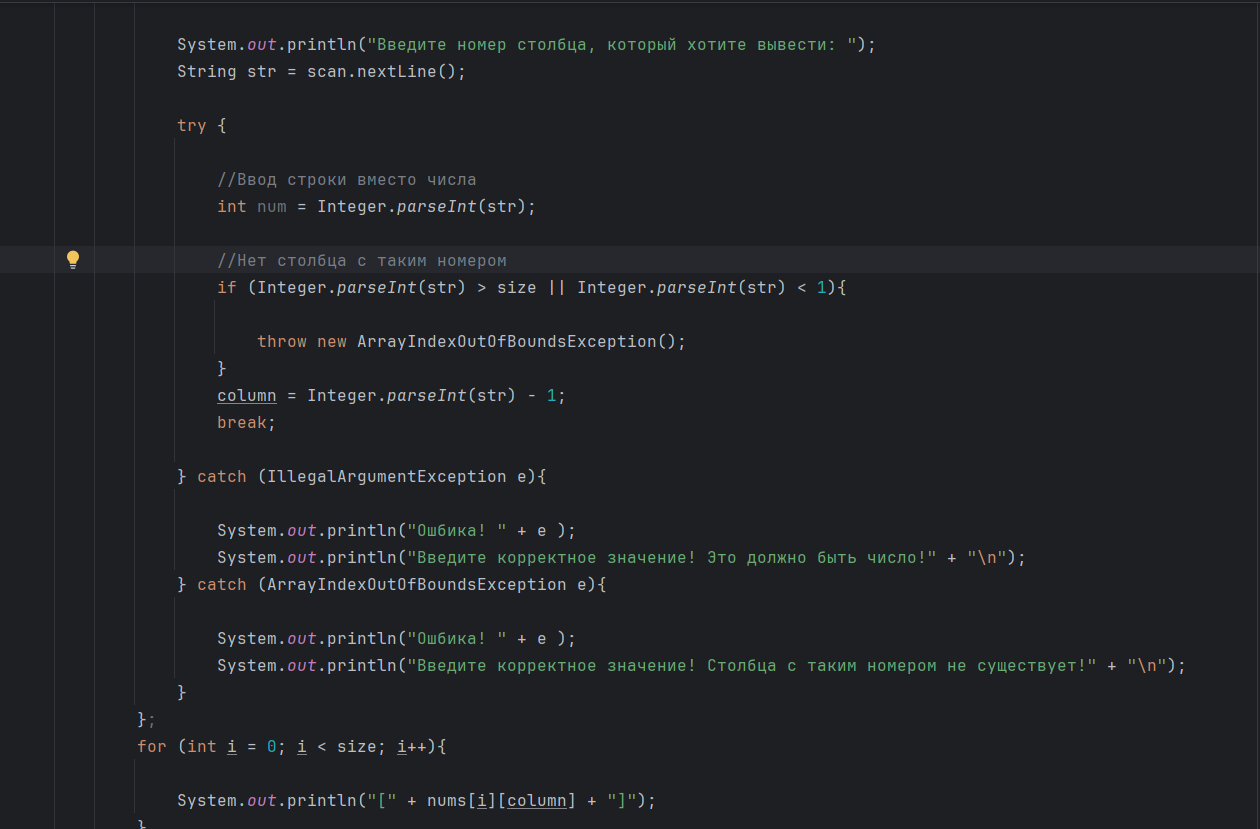 System.out.println("Введите номер столбца, который хотите вывести: ");
String str = scan.nextLine();
try {
//Ввод строки вместо числа
int num = Integer.parseInt(str);
//Нет столбца с таким номером
if (Integer.parseInt(str) > size || Integer.parseInt(str) < 1){
throw new ArrayIndexOutOfBoundsException();
}
column = Integer.parseInt(str) - 1;
break;
} catch (IllegalArgumentException e){
System.out.println("Ошбика! " + e );
System.out.println("Введите корректное значение! Это должно быть число!" + "\n");
} catch (ArrayIndexOutOfBoundsException e){
System.out.println("Ошбика! " + e );
System.out.println("Введите корректное значение! Столбца с таким номером не существует!" + "\n");
}
};
for (int i = 0; i < size; i++){
System.out.println("[" + nums[i][column] + "]");
}